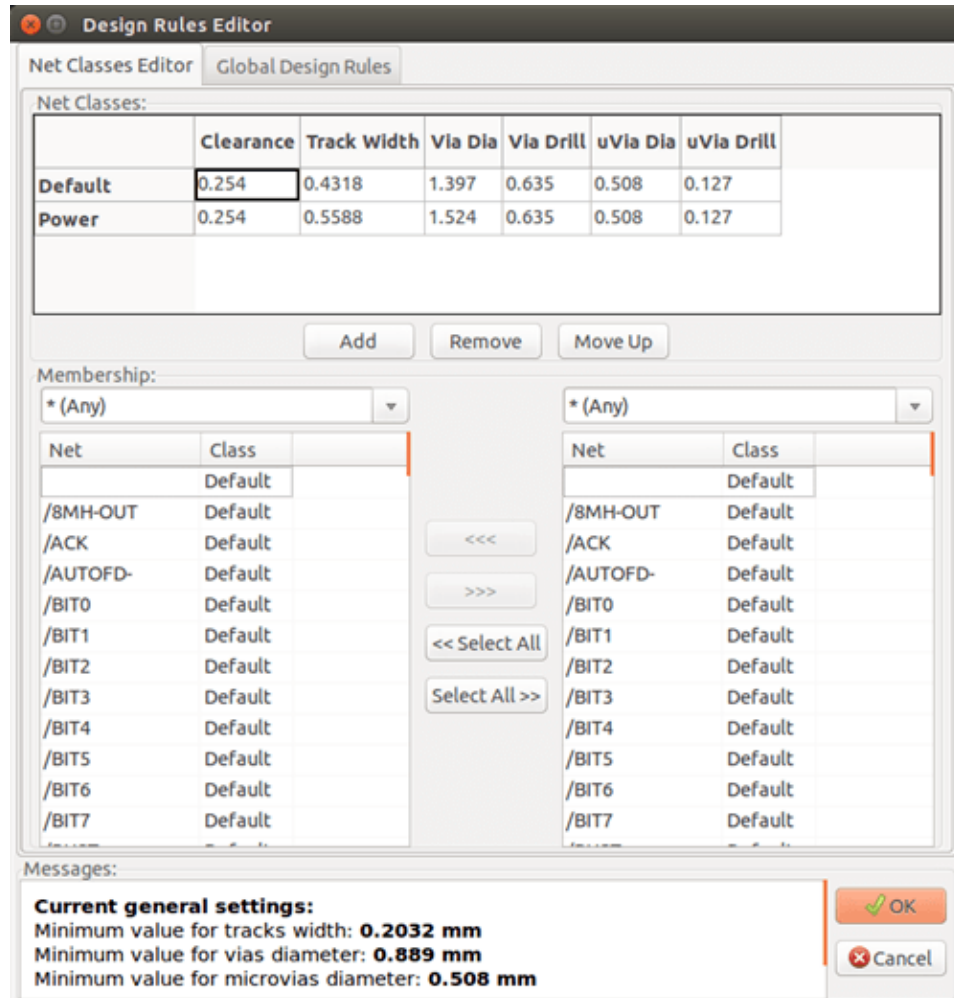 Design Rules Editor
Net Classes Editor Global Design Rules
Net Classes:
Clearance Track Width Via Dia Via Drill uVia Dia uVia Drill
Default 0.254 0.4318 1.397 0.635 0.508 0.127
Power 0.254 0.5588 1.524 0.635 0.508 0.127
Add Remove Move Up
Membership:
* (Any) * (Any)
Net Class Net Class
Default Default
/8MH-OUT Default /8MH-OUT Default
/ACK Default <<< /ACK Default
/AUTOFD- Default /AUTOFD- Default
/BIT0 Default >>> /BIT0 Default
/BIT1 Default << Select All /BIT1 Default
/BIT2 Default /BIT2 Default
/BIT3 Default Select All >> /BIT3 Default
/BIT4 Default /BIT4 Default
/BIT5 Default /BIT5 Default
/BIT6 Default /BIT6 Default
/BIT7 Default /BIT7 Default
Messages:
Current general settings: OK
Minimum value for tracks width: 0.2032 mm
Minimum value for vias diameter: 0.889 mm Cancel
Minimum value for microvias diameter: 0.508 mm